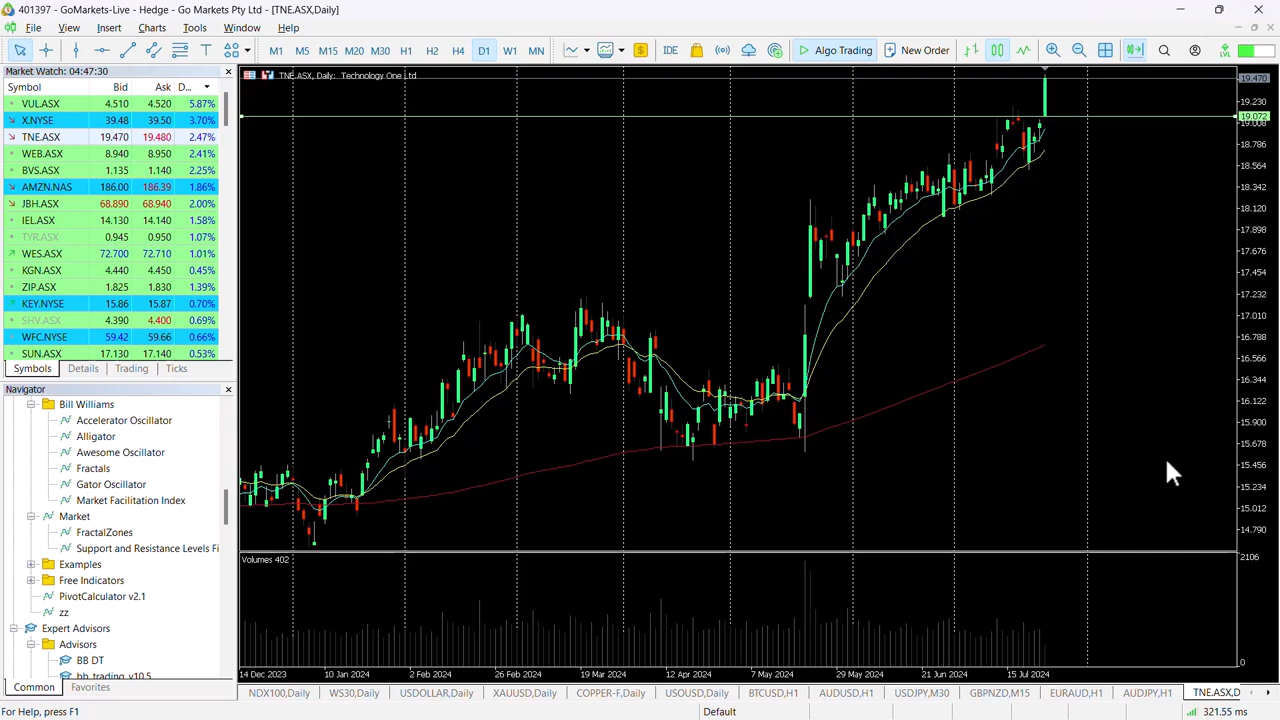 401397 - GoMarkets-Live - Hedge - Go Markets Pty Ltd - [TNE.ASX,Daily]
File View Insert Charts Tools Window Help
M1 M5 M15 M20 M30 H1 H2 H4 D1 W1 MN IDE Algo Trading New Order
Market Watch: 04:47:30
Symbol Bid Ask D...
VUL.ASX 4.510 4.520 5.87%
X.NYSE 39.48 39.50 3.70%
TNE.ASX 19.470 19.480 2.47%
WEB.ASX 8.940 8.950 2.41%
BVS.ASX 1.135 1.140 2.25%
AMZN.NAS 186.00 186.39 1.86%
JBH.ASX 68.890 68.940 2.00%
IEL.ASX 14.130 14.140 1.58%
TYR.ASX 0.945 0.950 1.07%
WES.ASX 72.700 72.710 1.01%
KGN.ASX 4.440 4.450 0.45%
ZIP.ASX 1.825 1.830 1.39%
KEY.NYSE 15.86 15.87 0.70%
SHV.ASX 4.390 4.400 0.69%
WFC.NYSE 59.42 59.66 0.66%
SUN.ASX 17.130 17.140 0.53%
Symbols Details Trading Ticks
Navigator
Bill Williams
Accelerator Oscillator
Alligator
Awesome Oscillator
Fractals
Gator Oscillator
Market Facilitation Index
Market
FractalZones
Support and Resistance Levels Fi
Examples
Free Indicators
PivotCalculator v2.1
zz
Expert Advisors
Advisors
BB DT
bb_trading_v10.5
Common Favorites
TNE.ASX, Daily: Technology One Ltd
19.470
19.230
19.072
19.008
18.786
18.564
18.342
18.120
17.898
17.676
17.454
17.232
17.010
16.788
16.566
16.344
16.122
15.900
15.678
15.456
15.234
15.012
14.790
Volumes 402
2106
0
14 Dec 2023 10 Jan 2024 2 Feb 2024 26 Feb 2024 19 Mar 2024 12 Apr 2024 7 May 2024 29 May 2024 21 Jun 2024 15 Jul 2024
NDX100,Daily WS30,Daily USDOLLAR,Daily XAUUSD,Daily COPPER-F,Daily USOUSD,Daily BTCUSD,H1 AUDUSD,H1 USDJPY,M30 GBPNZD,M15 EURAUD,H1 AUDJPY,H1 TNE.ASX,D
For Help, press F1 Default 321.55 ms